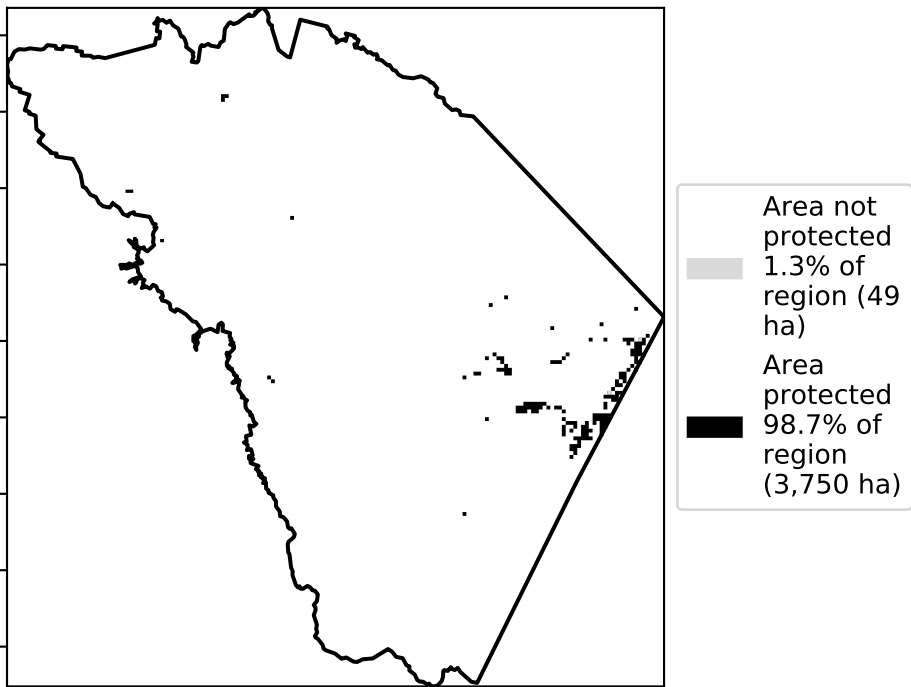 Area not
protected
1.3% of
region (49
ha)
Area
protected
98.7% of
region
(3,750 ha)